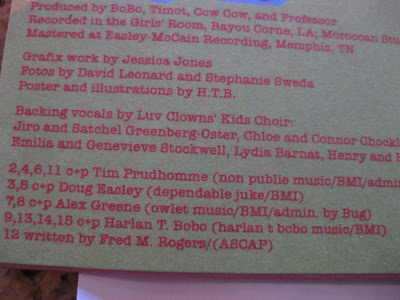 Produced by BoBo, Timot, Cow Cow, and Professor
Recorded in the Girls' Room, Bayou Corne, LA; Moroccan Stu
Mastered at Easley-McCain Recording, Memphis, TN
Grafix work by Jessica Jones
Fotos by David Leonard and Stephanie Sweda
Poster and illustrations by H.T.B.
Backing vocals by Luv Clowns' Kids Choir:
Jiro and Satchel Greenberg-Oster, Chloe and Connor Chockl
Emilia and Genevieve Stockwell, Lydia Barnat, Henry and
2,4,6,11 c+p Tim Prudhomme (non public music/BMI/admin
3,5 c+p Doug Easley (dependable juke/BMI)
7,8 c+p Alex Greene (owlet music/BMI/admin. by Bug)
9,13,14,15 c+p Harlan T. Bobo (harlan t bobo music/BMI)
12 written by Fred M. Rogers/(ASCAP)